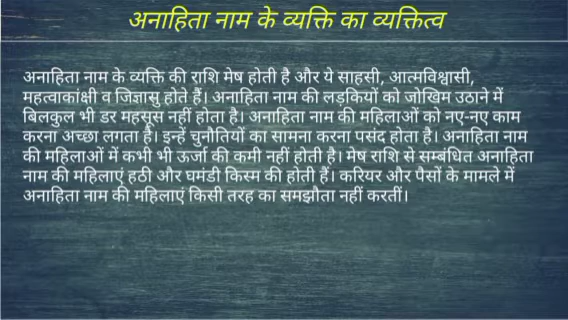 अनाहिता नाम के व्यक्ति का व्यक्तित्व
अनाहिता नाम के व्यक्ति की राशि मेष होती है और ये साहसी, आत्मविश्वासी,
महत्वाकांक्षी व जिज्ञासु होते हैं। अनाहिता नाम की लड़कियों को जोखिम उठाने में
बिलकुल भी डर महसूस नहीं होता है। अनाहिता नाम की महिलाओं को नए-नए काम
करना अच्छा लगता है। इन्हें चुनौतियों का सामना करना पसंद होता है। अनाहिता नाम
की महिलाओं में कभी भी ऊर्जा की कमी नहीं होती है। मेष राशि से सम्बंधित अनाहिता
नाम की महिलाएं हठी और घमंडी किस्म की होती हैं। करियर और पैसों के मामले में
अनाहिता नाम की महिलाएं किसी तरह का समझौता नहीं करतीं।